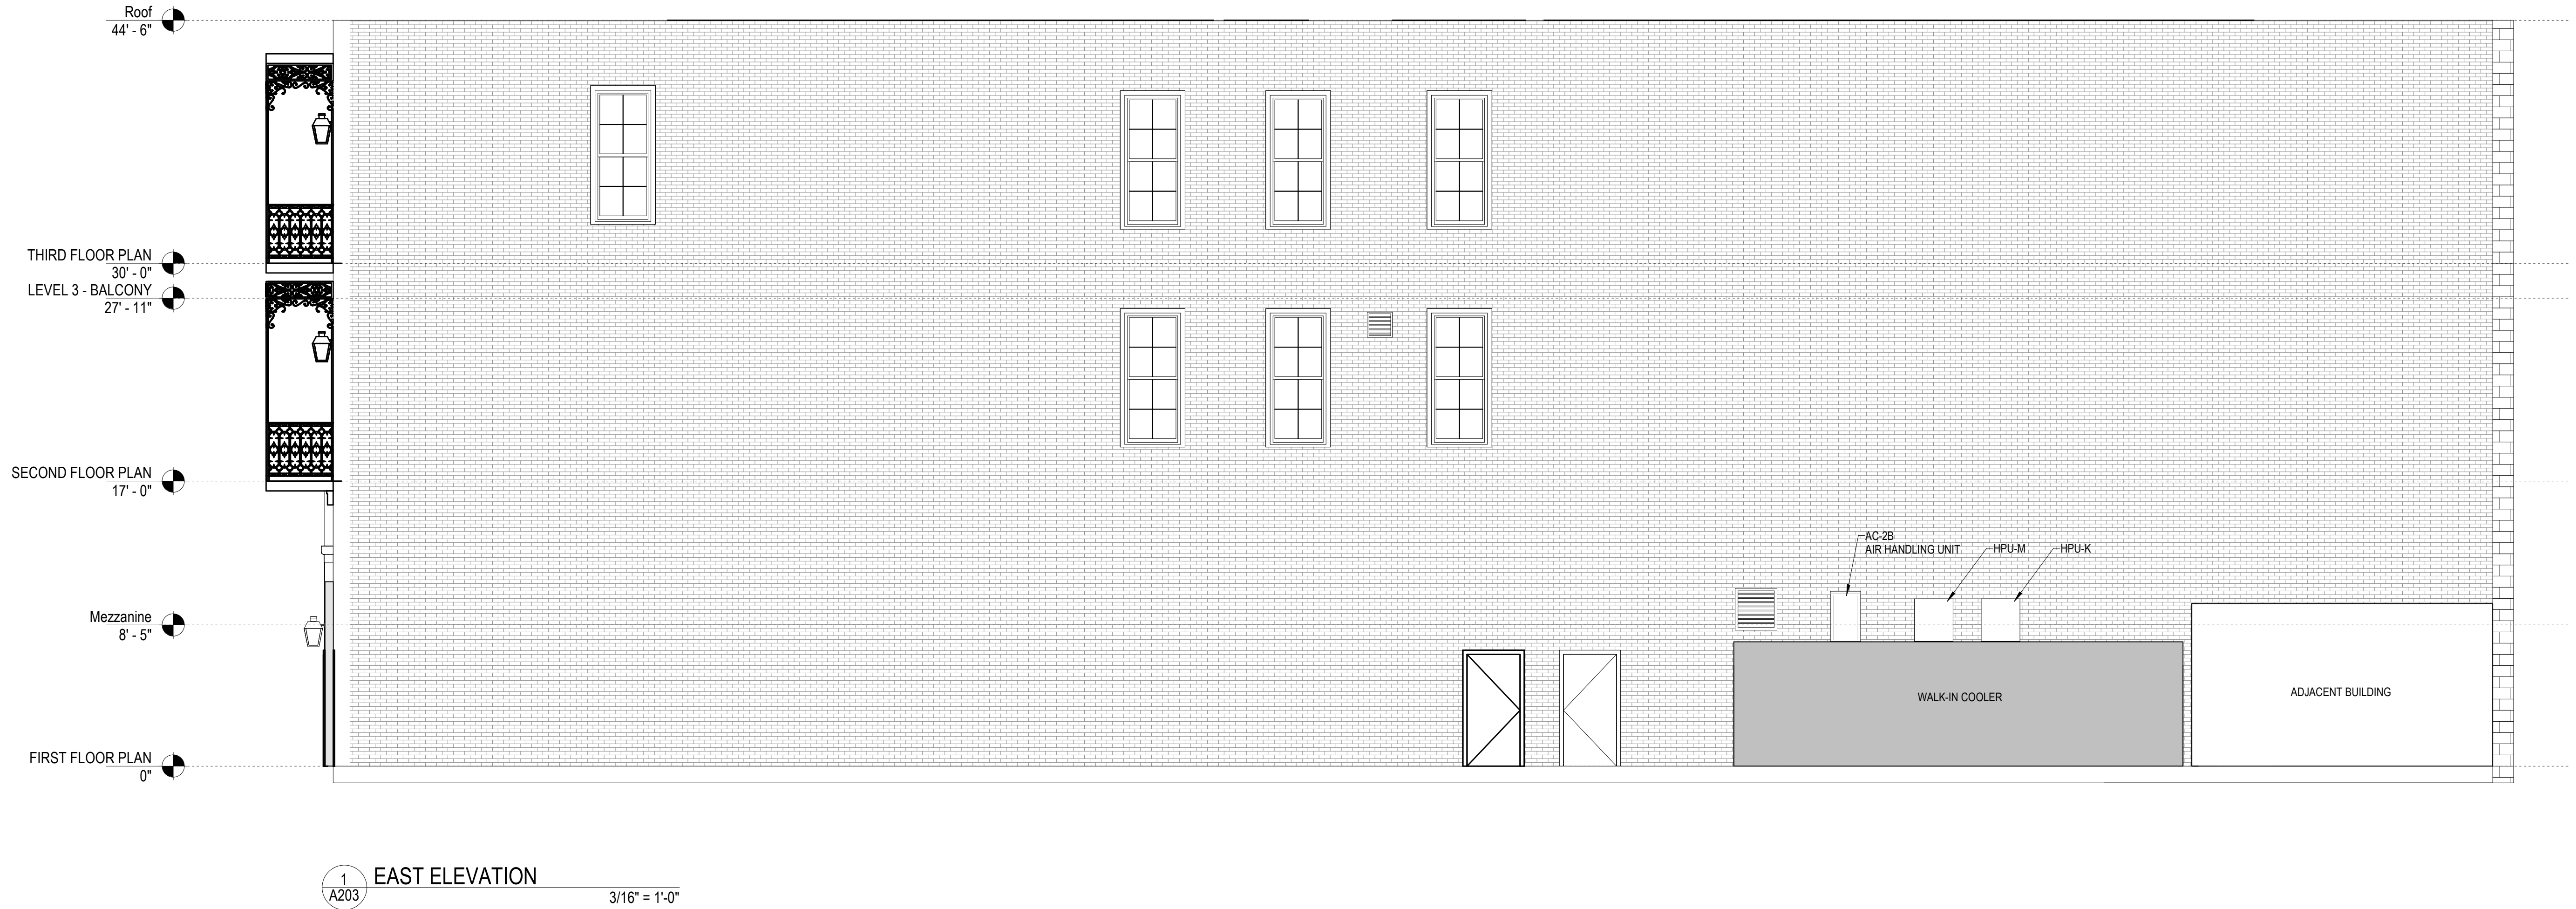 Roof
44' - 6"
THIRD FLOOR PLAN
30' - 0"
LEVEL 3 - BALCONY
27' - 11"
SECOND FLOOR PLAN
17' - 0"
AC-2B
AIR HANDLING UNIT
HPU-M
HPU-K
Mezzanine
8' - 5"
WALK-IN COOLER
ADJACENT BUILDING
FIRST FLOOR PLAN
0"
1
A203
EAST ELEVATION
3/16" = 1'-0"